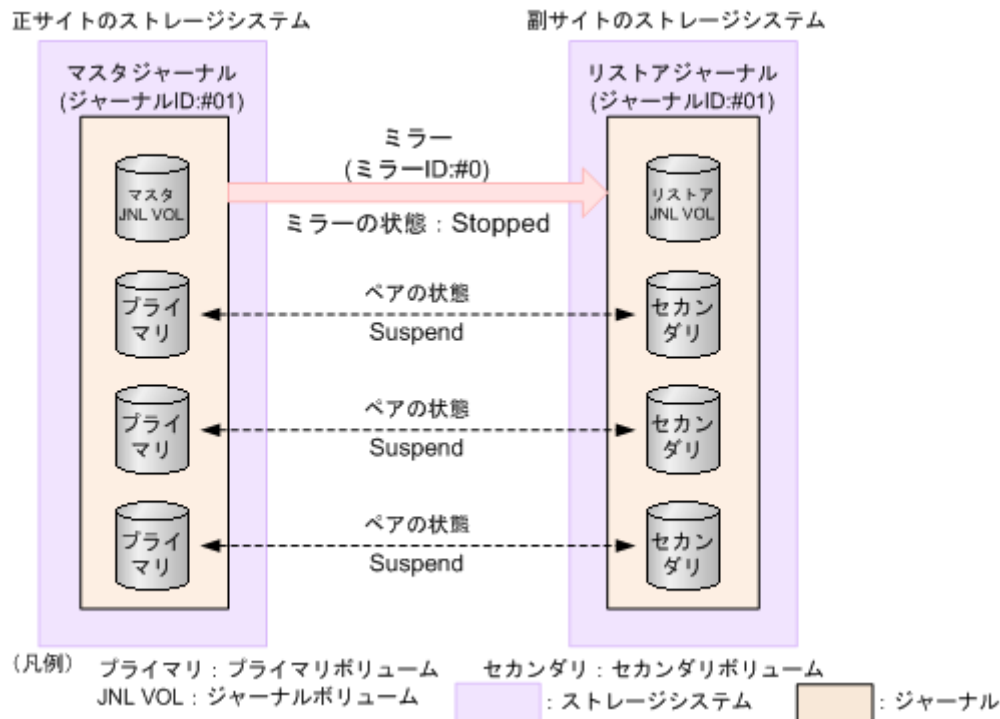 正サイトのストレージシステム
副サイトのストレージシステム
マスタジャーナル
(ジャーナルID:#01)
リストアジャーナル
(ジャーナルID:#01)
ミラー
(ミラーID:#0)
マスタ
JNL VOL
リストア
JNL VOL
ミラーの状態：Stopped
プライ
マリ
ペアの状態
Suspend
セカン
ダリ
プライ
マリ
ペアの状態
Suspend
セカン
ダリ
プライ
マリ
ペアの状態
Suspend
セカン
ダリ
(凡例)
プライマリ：プライマリボリューム
セカンダリ：セカンダリボリューム
JNL VOL：ジャーナルボリューム
：ストレージシステム
：ジャーナル